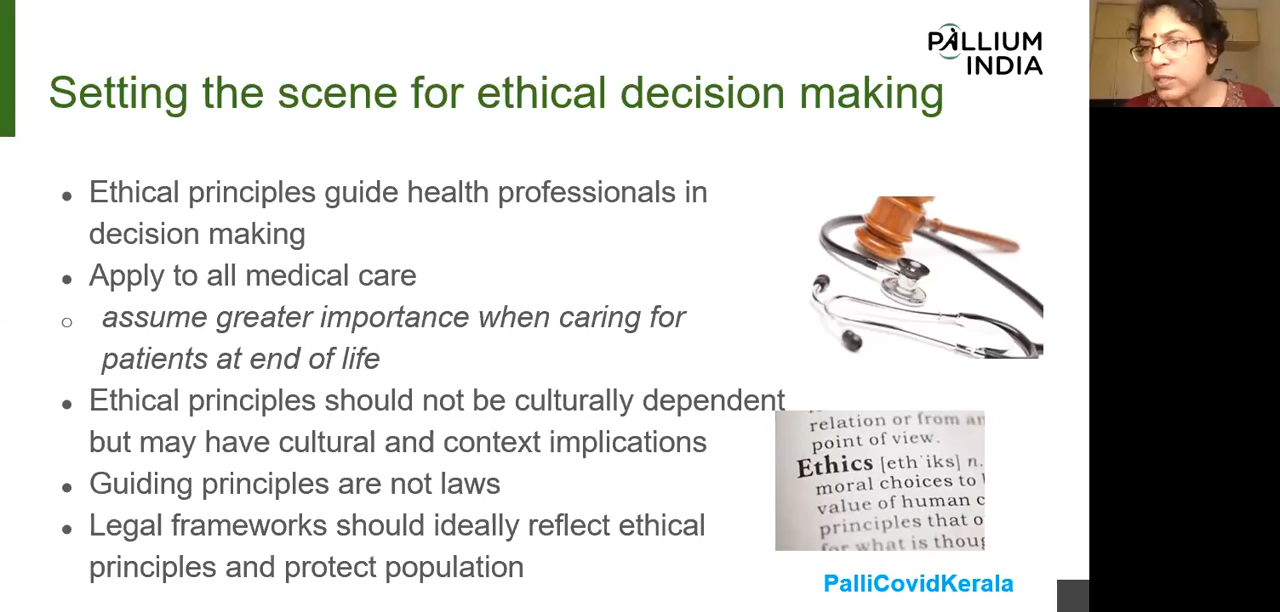 PALLIUM
INDIA
Setting the scene for ethical decision making
• Ethical principles guide health professionals in
decision making
• Apply to all medical care
○ assume greater importance when caring for
patients at end of life
• Ethical principles should not be culturally dependent
but may have cultural and context implications
• Guiding principles are not laws
• Legal frameworks should ideally reflect ethical
principles and protect population
relation or from
point of view.
Ethics [eth'iks] n.
moral choices to
value of human
principles that
for what is
PalliCovidKerala